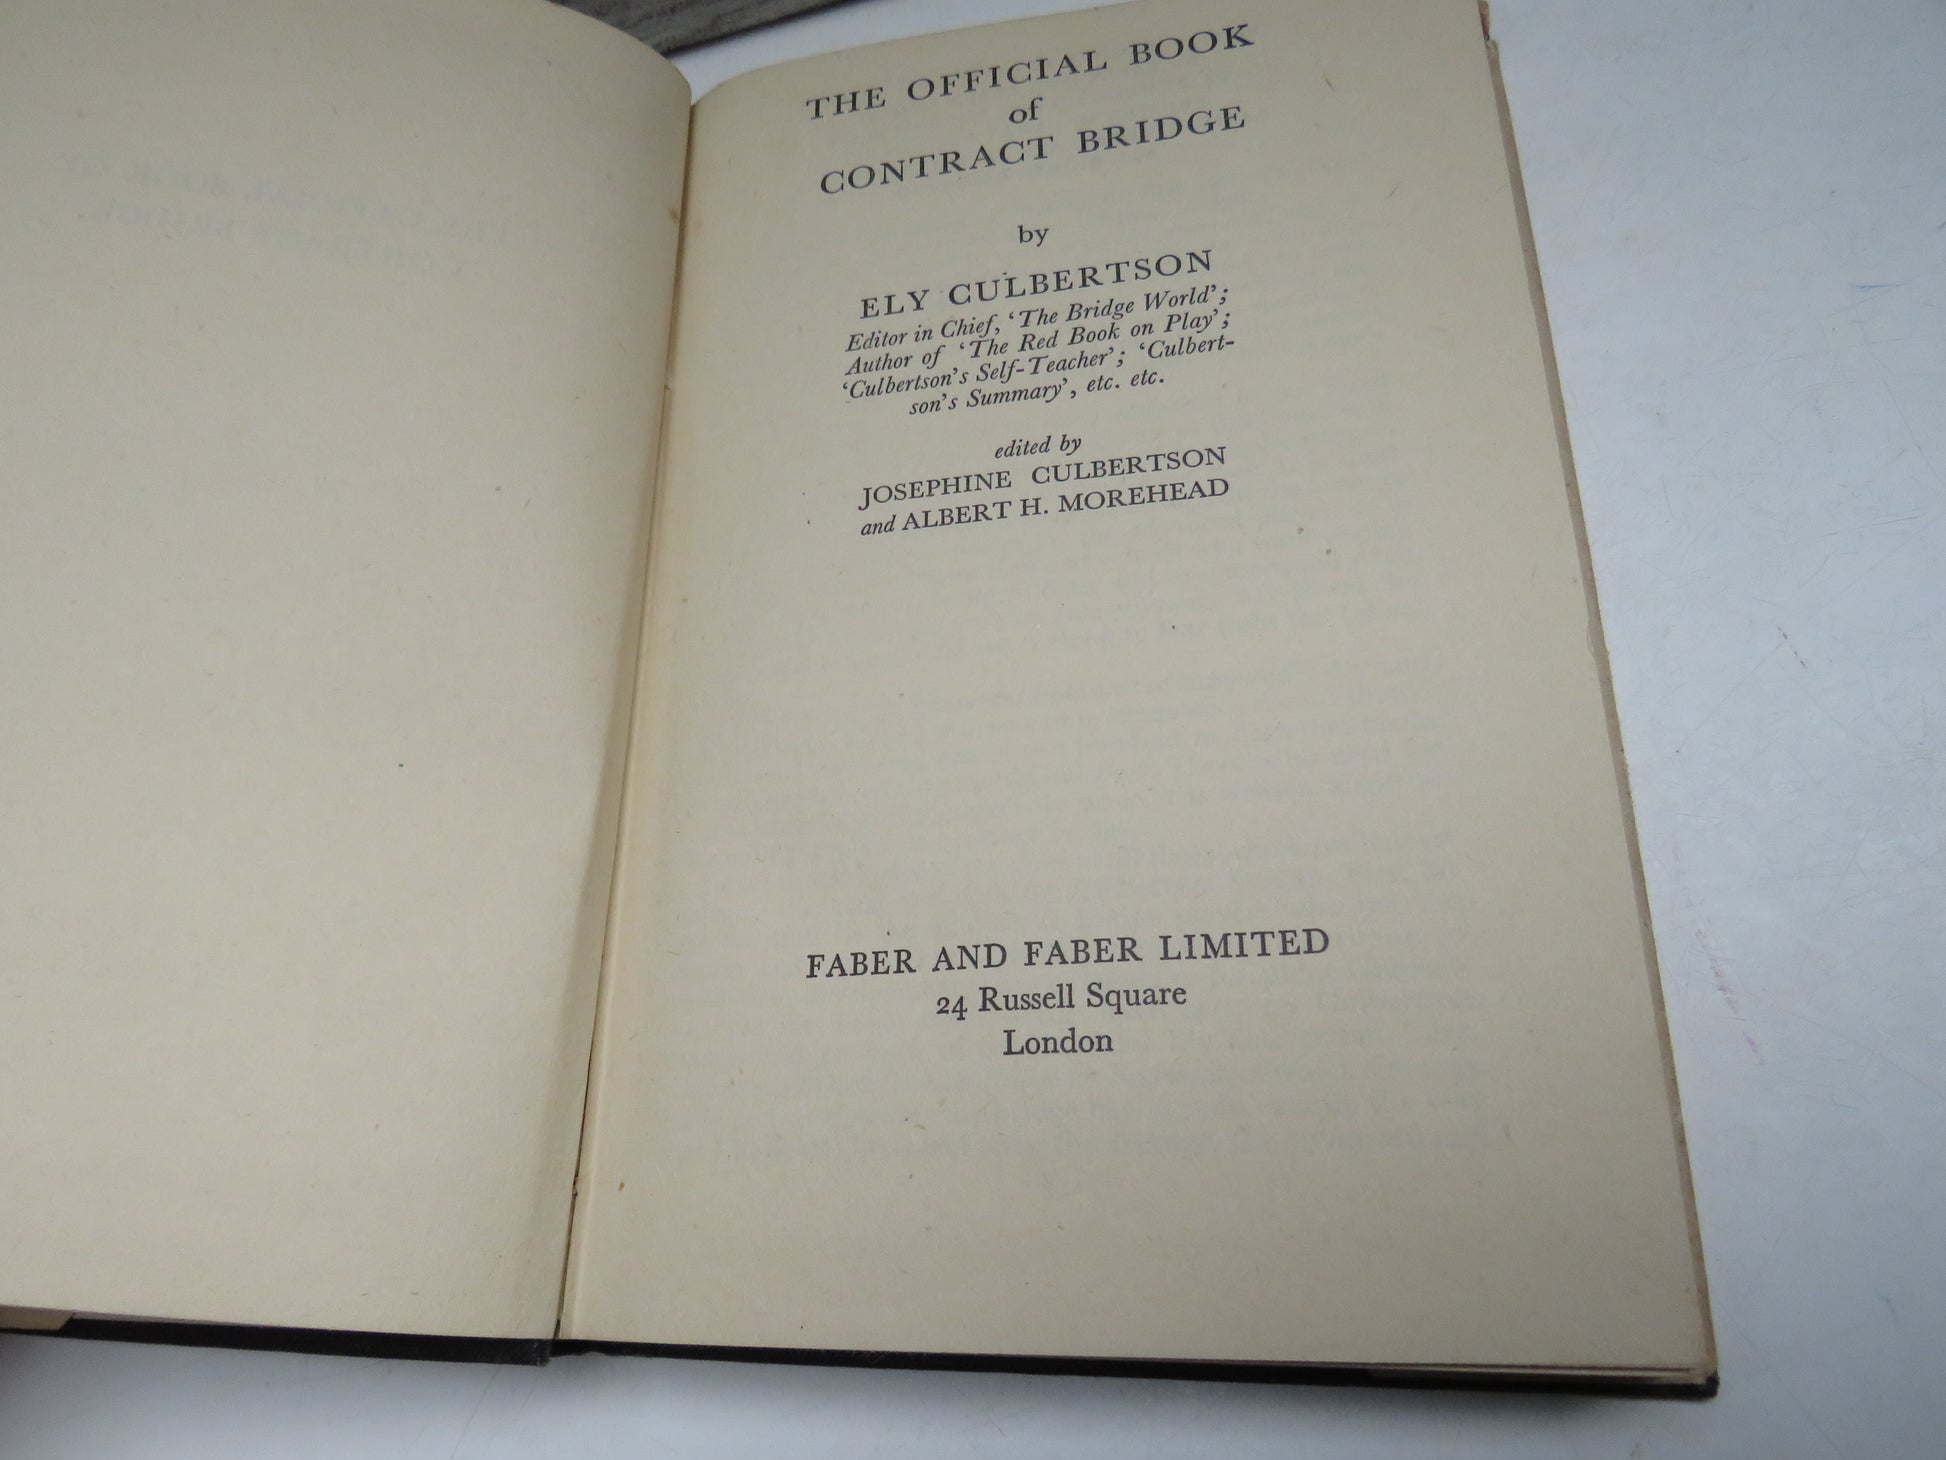 THE OFFICIAL BOOK
of
CONTRACT BRIDGE
by
ELY CULBERTSON
Editor in Chief, ‘The Bridge World’;
Author of ‘The Red Book on Play’;
‘Culbertson’s Self-Teacher’; ‘Culbert-
son’s Summary’, etc. etc.
edited by
JOSEPHINE CULBERTSON
and ALBERT H. MOREHEAD
FABER AND FABER LIMITED
24 Russell Square
London